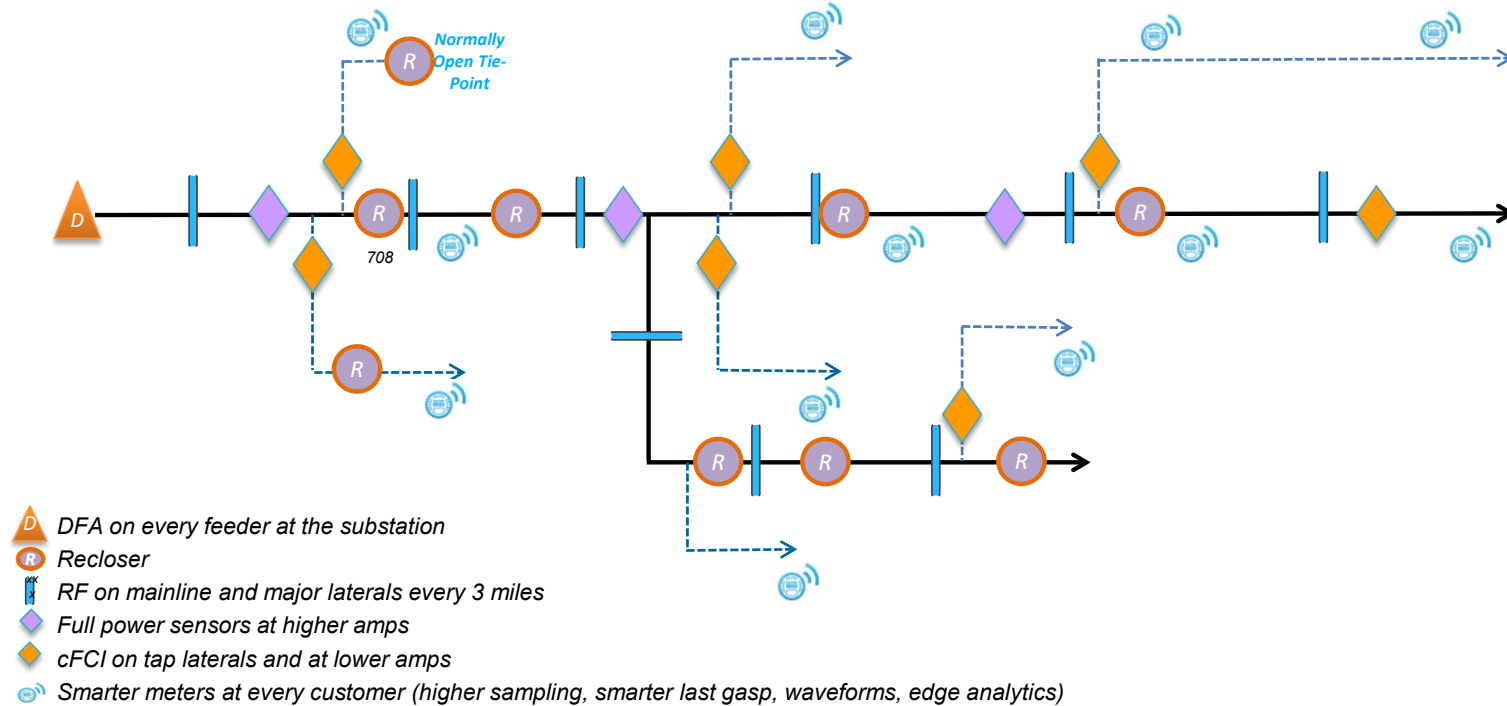 Normally
R Open Tie-
Point
D
R
R
R
R
708
R
R
R
R
D DFA on every feeder at the substation
R Recloser
xx
x RF on mainline and major laterals every 3 miles
Full power sensors at higher amps
cFCI on tap laterals and at lower amps
Smarter meters at every customer (higher sampling, smarter last gasp, waveforms, edge analytics)